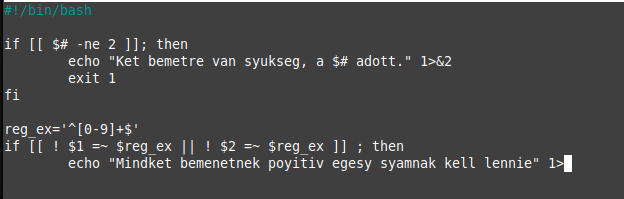 #!/bin/bash
if [[ $# -ne 2 ]]; then
echo "Ket bemetre van syukseg, a $# adott." 1>&2
exit 1
fi
reg_ex='^[0-9]+$'
if [[ ! $1 =~ $reg_ex || ! $2 =~ $reg_ex ]] ; then
echo "Mindket bemenetnek poyitiv egesy syamnak kell lennie" 1>